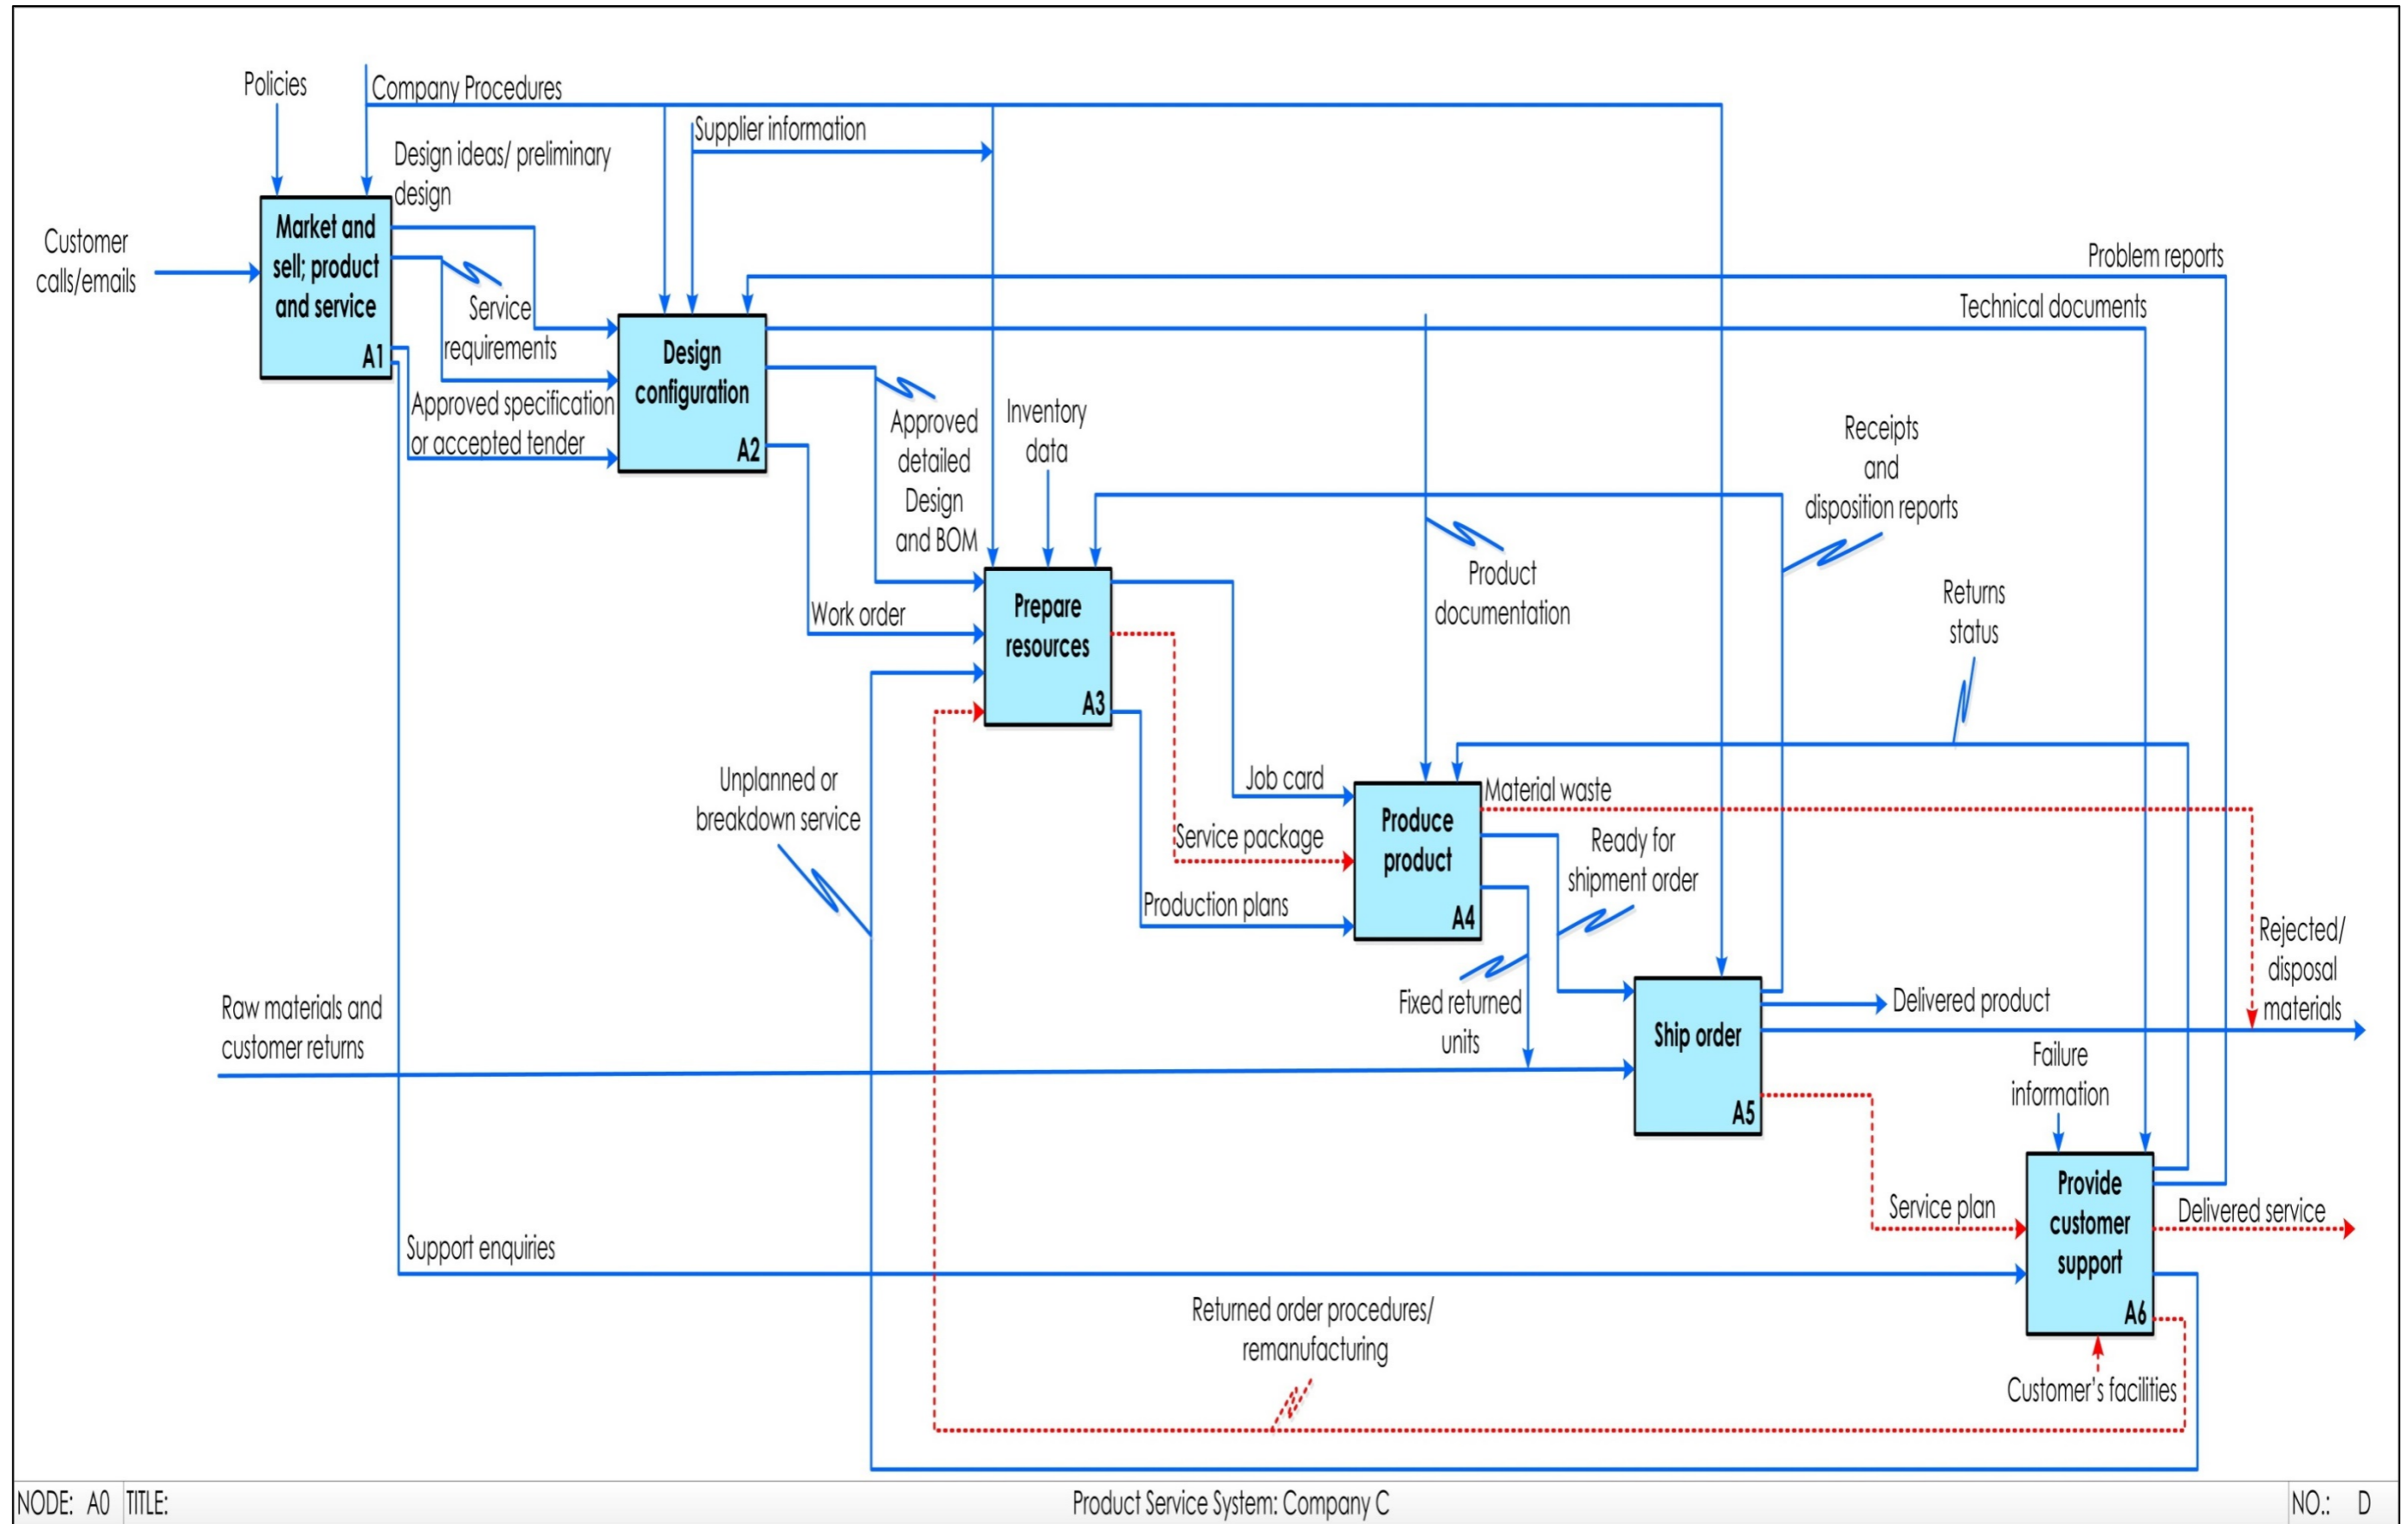 Policies
Company Procedures
Supplier information
Design ideas/ preliminary
design
Customer
calls/emails
Market and
sell; product
and service
A1
Service
requirements
Approved specification
or accepted tender
Design
configuration
A2
Problem reports
Technical documents
Approved
detailed
Design
and BOM
Inventory
data
Receipts
and
disposition reports
Work order
Prepare
resources
A3
Product
documentation
Returns
status
Unplanned or
breakdown service
Job card
Service package
Production plans
Produce
product
A4
Material waste
Ready for
shipment order
Fixed returned
units
Rejected/
disposal
materials
Raw materials and
customer returns
Ship order
A5
Delivered product
Failure
information
Service plan
Provide
customer
support
A6
Delivered service
Support enquiries
Returned order procedures/
remanufacturing
Customer's facilities
NODE: A0 TITLE: Product Service System: Company C NO.: D